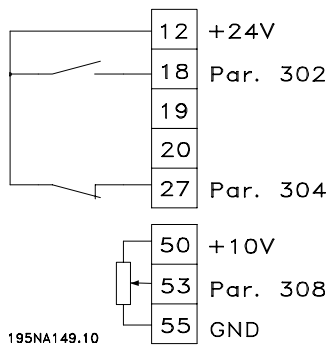 12 +24V
18 Par. 302
19
20
27 Par. 304
50 +10V
53 Par. 308
55 GND
195NA149.10